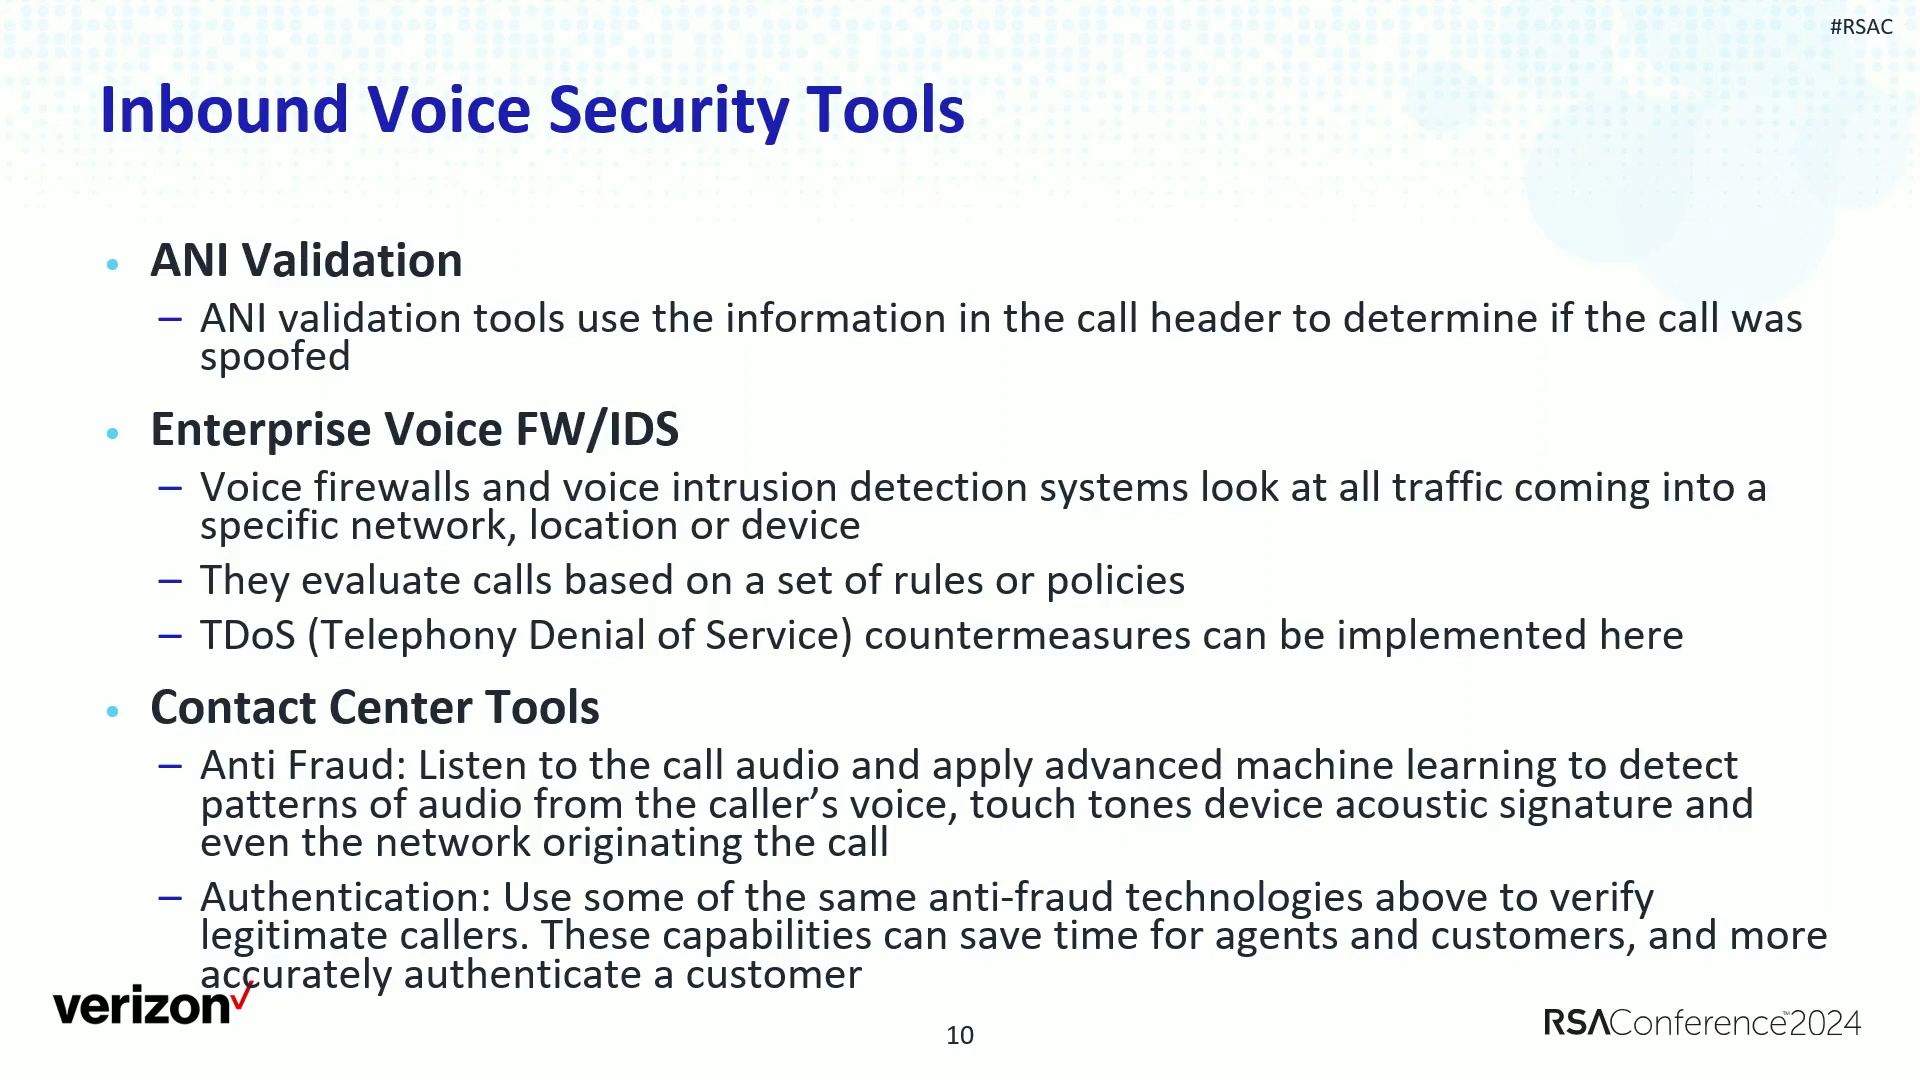 #RSAC
Inbound Voice Security Tools
• ANI Validation
– ANI validation tools use the information in the call header to determine if the call was
spoofed
• Enterprise Voice FW/IDS
– Voice firewalls and voice intrusion detection systems look at all traffic coming into a
specific network, location or device
– They evaluate calls based on a set of rules or policies
– TDoS (Telephony Denial of Service) countermeasures can be implemented here
• Contact Center Tools
– Anti Fraud: Listen to the call audio and apply advanced machine learning to detect
patterns of audio from the caller’s voice, touch tones device acoustic signature and
even the network originating the call
– Authentication: Use some of the same anti-fraud technologies above to verify
legitimate callers. These capabilities can save time for agents and customers, and more
accurately authenticate a customer
verizon✓
10
RSAConference™2024